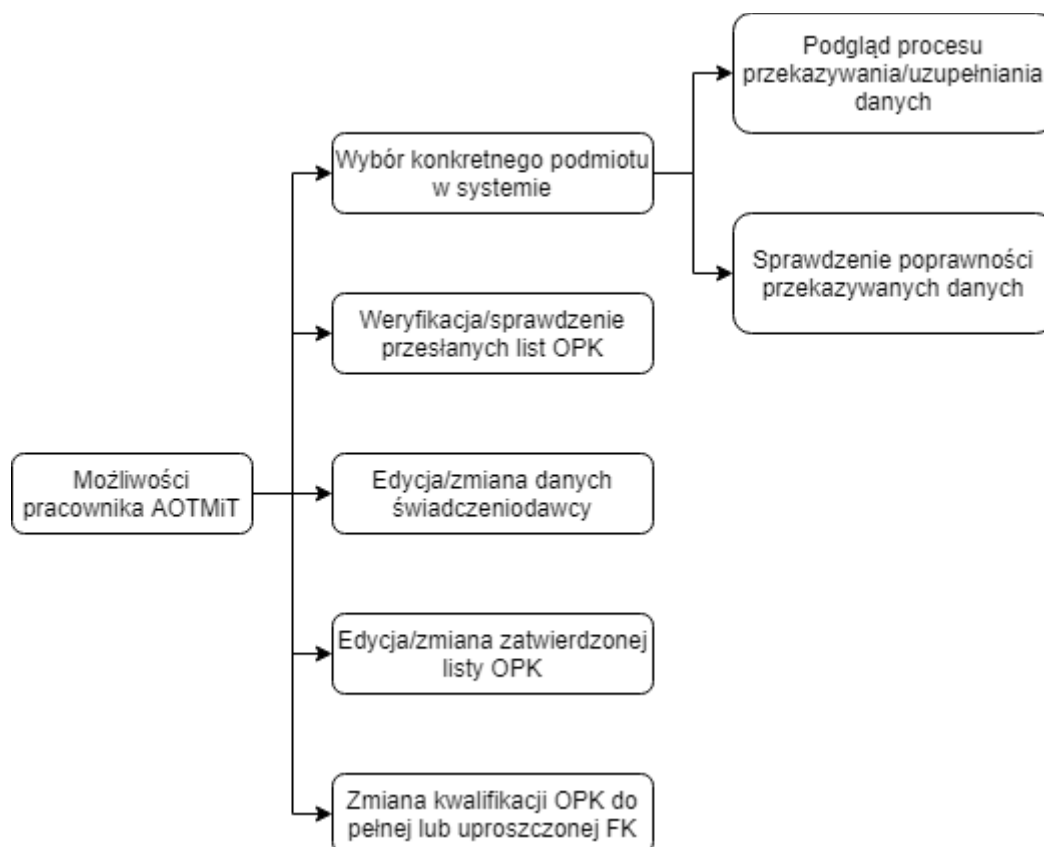 Podgląd procesu
przekazywania/uzupełniania
danych
Wybór konkretnego podmiotu
w systemie
Sprawdzenie poprawności
przekazywanych danych
Weryfikacja/sprawdzenie
przesłanych list OPK
Możliwości
pracownika AOTMiT
Edycja/zmiana danych
świadczeniodawcy
Edycja/zmiana zatwierdzonej
listy OPK
Zmiana kwalifikacji OPK do
pełnej lub uproszczonej FK